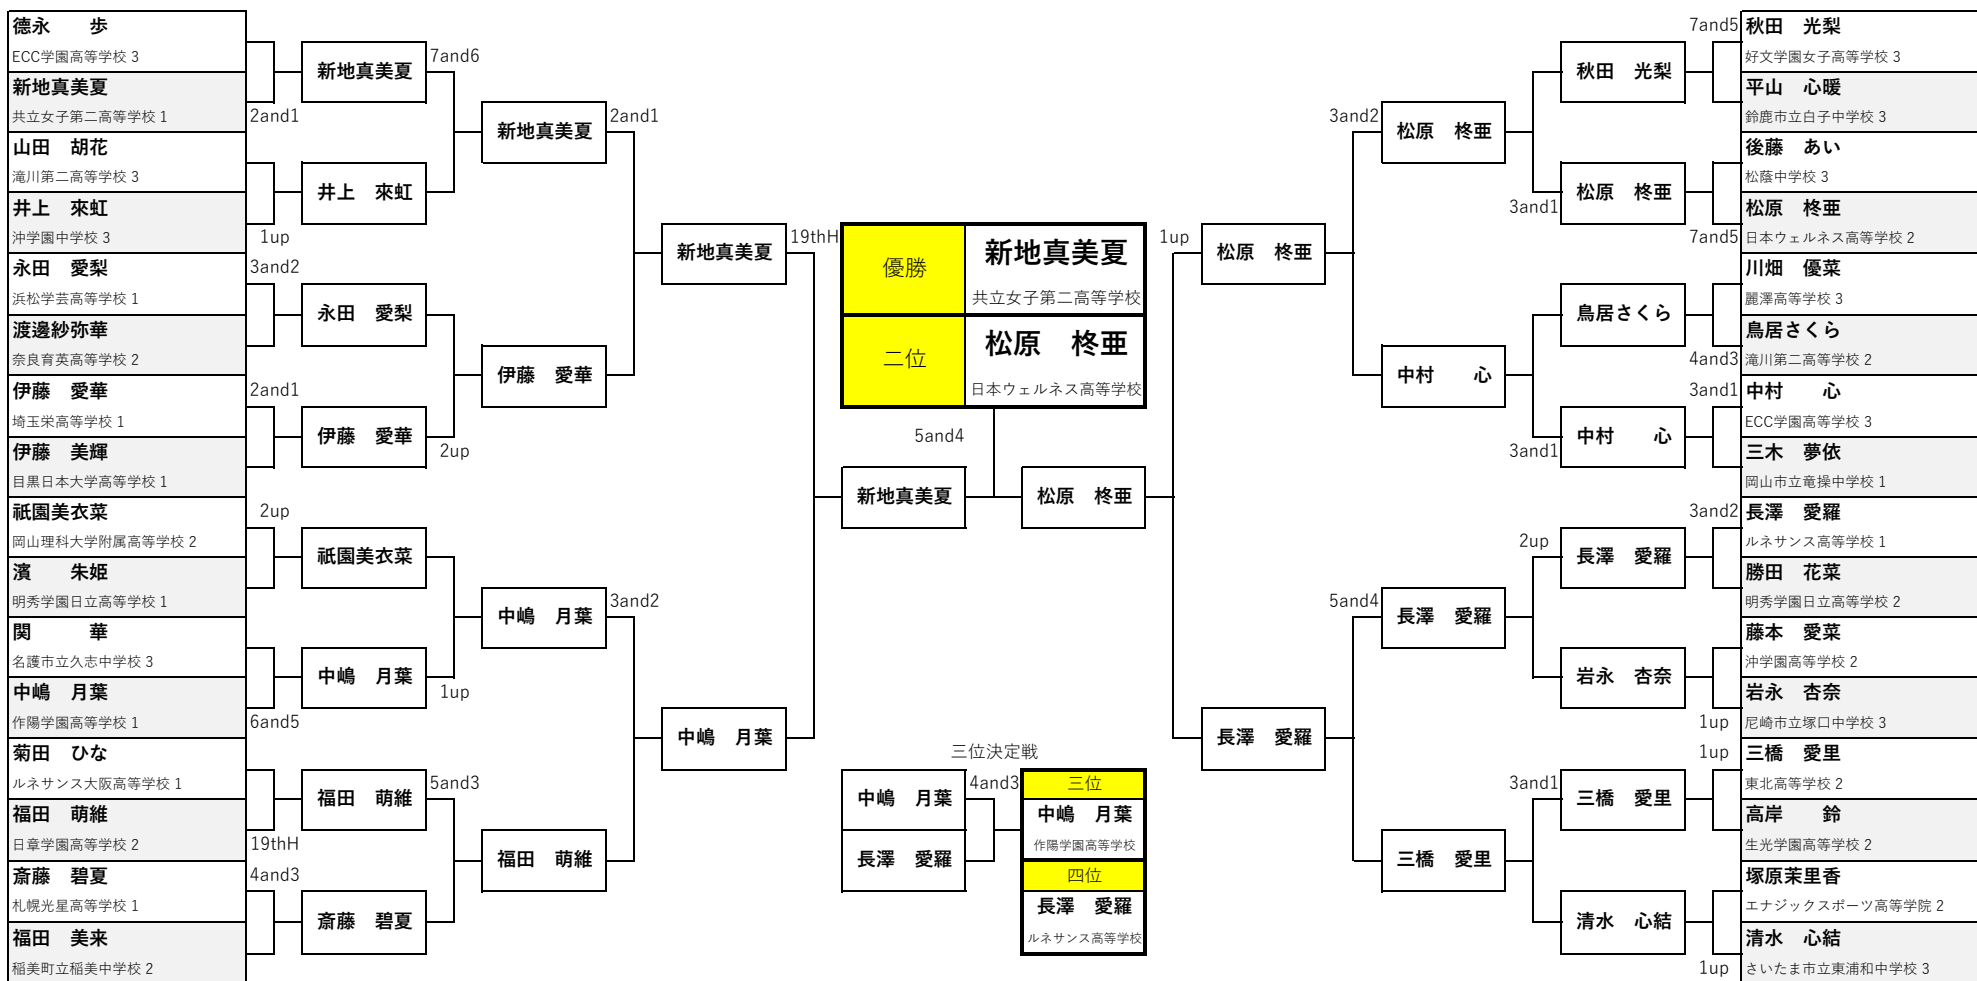 德永　　歩
ECC学園高等学校 3
新地真美夏
共立女子第二高等学校 1
山田　胡花
滝川第二高等学校 3
井上　來虹
沖学園中学校 3
永田　愛梨
浜松学芸高等学校 1
渡邊紗弥華
奈良育英高等学校 2
伊藤　愛華
埼玉栄高等学校 1
伊藤　美輝
目黒日本大学高等学校 1
祇園美衣菜
岡山理科大学附属高等学校 2
濱　　朱姫
明秀学園日立高等学校 1
関　　　華
名護市立久志中学校 3
中嶋　月葉
作陽学園高等学校 1
菊田　ひな
ルネサンス大阪高等学校 1
福田　萌維
日章学園高等学校 2
斎藤　碧夏
札幌光星高等学校 1
福田　美来
稲美町立稲美中学校 2
2and1
1up
3and2
2and1
2up
6and5
19thH
4and3
新地真美夏
井上　來虹
永田　愛梨
伊藤　愛華
祇園美衣菜
中嶋　月葉
福田　萌維
斎藤　碧夏
7and6
2up
1up
5and3
新地真美夏
伊藤　愛華
中嶋　月葉
福田　萌維
2and1
3and2
新地真美夏
中嶋　月葉
19thH
優勝
新地真美夏
共立女子第二高等学校
二位
松原　柊亜
日本ウェルネス高等学校
5and4
新地真美夏
松原　柊亜
三位決定戦
中嶋　月葉
長澤　愛羅
4and3
三位
中嶋　月葉
作陽学園高等学校
四位
長澤　愛羅
ルネサンス高等学校
1up
松原　柊亜
長澤　愛羅
3and2
5and4
松原　柊亜
中村　　心
長澤　愛羅
三橋　愛里
3and1
3and1
2up
3and1
秋田　光梨
松原　柊亜
鳥居さくら
中村　　心
長澤　愛羅
岩永　杏奈
三橋　愛里
清水　心結
7and5
7and5
4and3
3and1
3and2
1up
1up
1up
秋田　光梨
好文学園女子高等学校 3
平山　心暖
鈴鹿市立白子中学校 3
後藤　あい
松蔭中学校 3
松原　柊亜
日本ウェルネス高等学校 2
川畑　優菜
麗澤高等学校 3
鳥居さくら
滝川第二高等学校 2
中村　　心
ECC学園高等学校 3
三木　夢依
岡山市立竜操中学校 1
長澤　愛羅
ルネサンス高等学校 1
勝田　花菜
明秀学園日立高等学校 2
藤本　愛菜
沖学園高等学校 2
岩永　杏奈
尼崎市立塚口中学校 3
三橋　愛里
東北高等学校 2
高岸　　鈴
生光学園高等学校 2
塚原茉里香
エナジックスポーツ高等学院 2
清水　心結
さいたま市立東浦和中学校 3